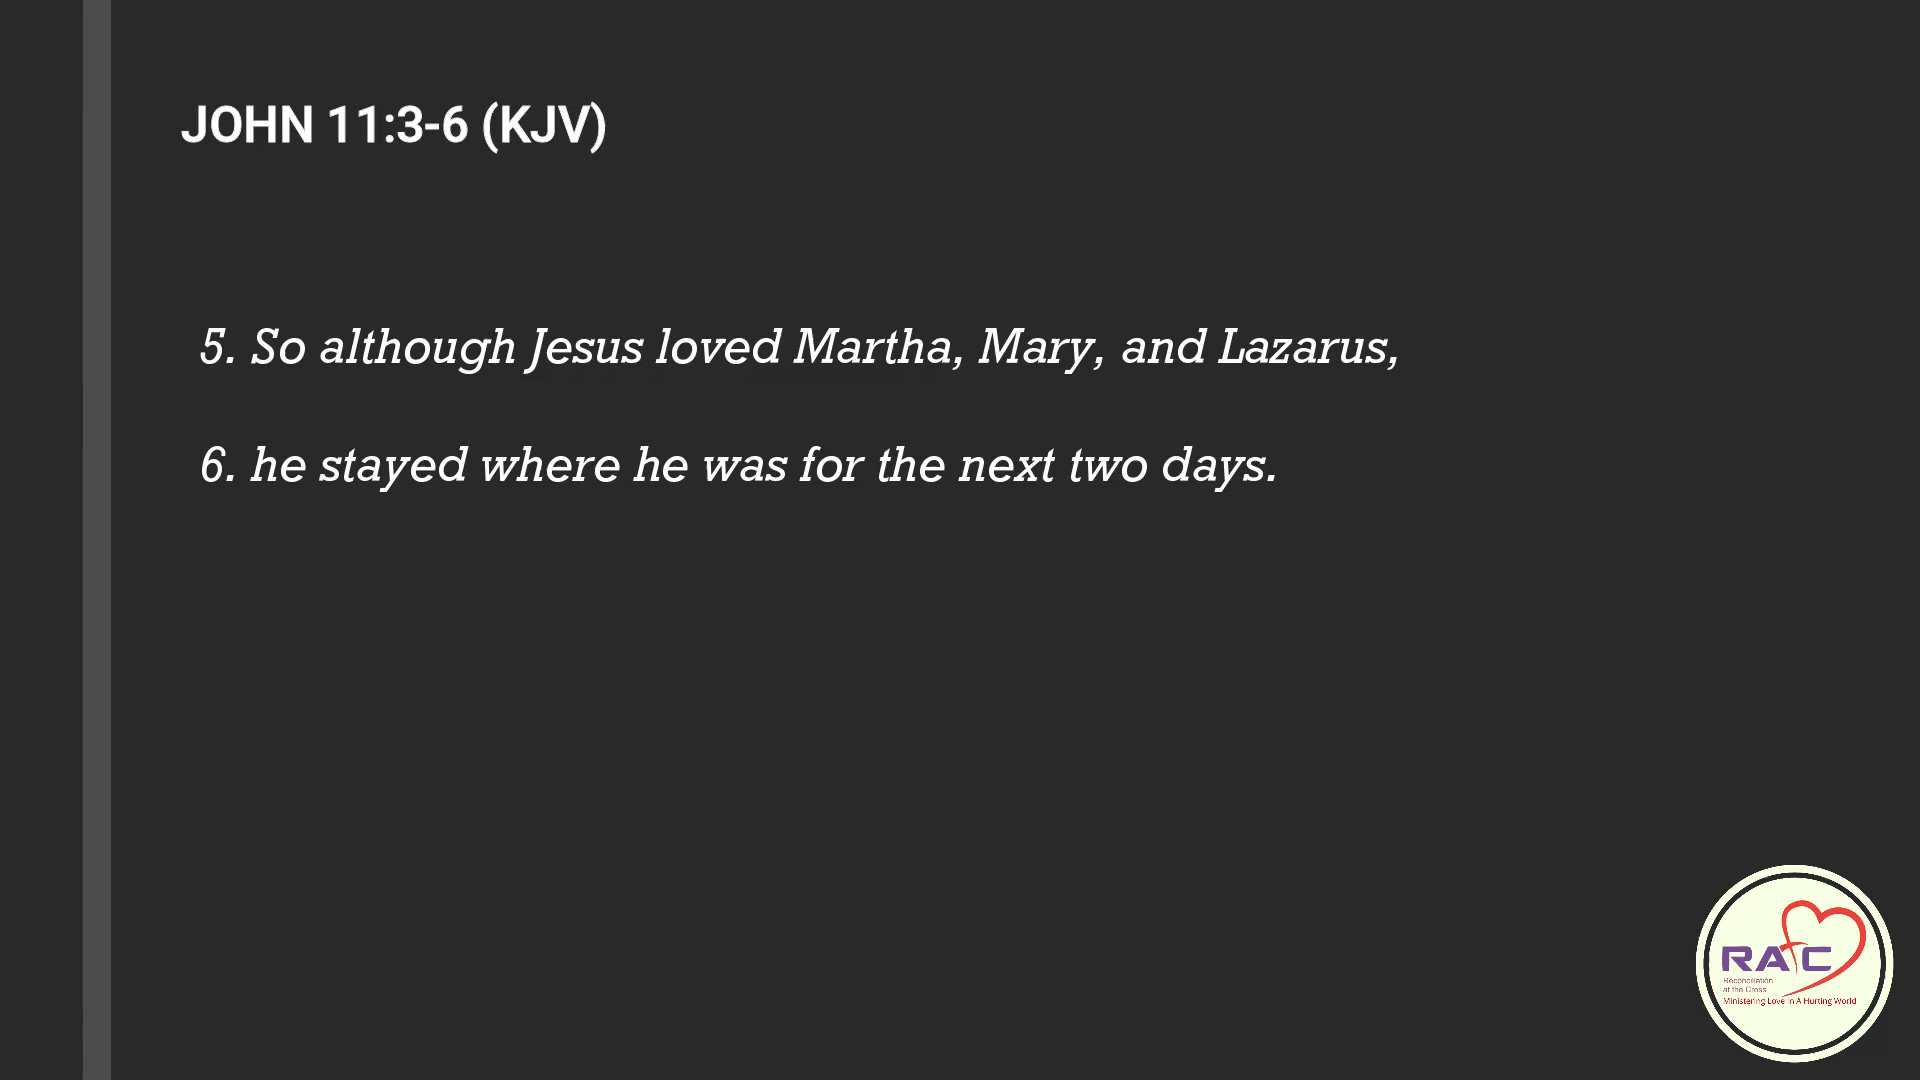 JOHN 11:3-6 (KJV)
5. So although Jesus loved Martha, Mary, and Lazarus,
6. he stayed where he was for the next two days.
RAC
Reconciliation
at the Cross
Ministering Love In A Hurting World